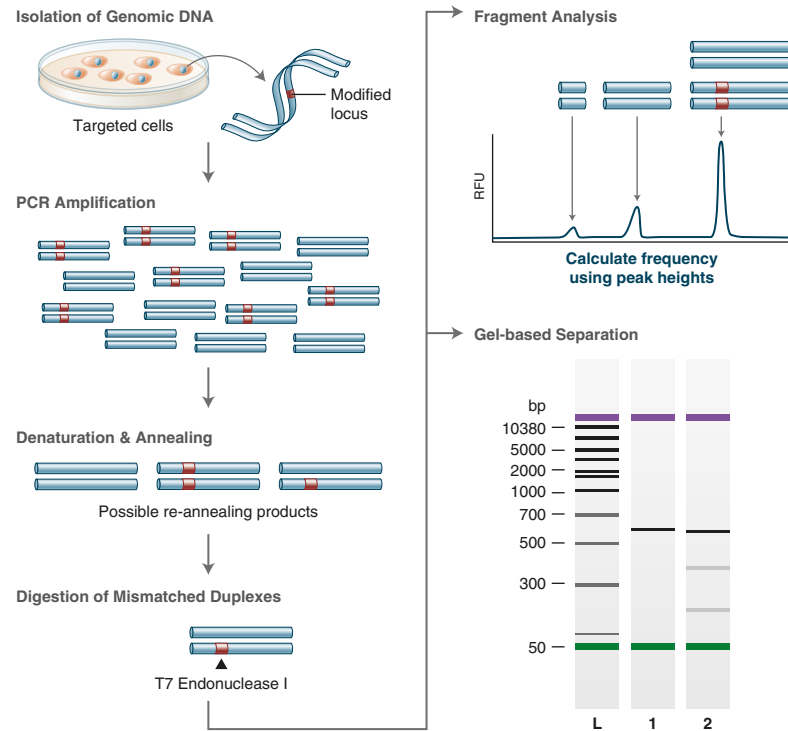 Isolation of Genomic DNA
Targeted cells
Modified
locus
PCR Amplification
Denaturation & Annealing
Possible re-annealing products
Digestion of Mismatched Duplexes
T7 Endonuclease I
Fragment Analysis
RFU
Calculate frequency
using peak heights
Gel-based Separation
bp
10380
5000
2000
1000
700
500
300
50
L 1 2